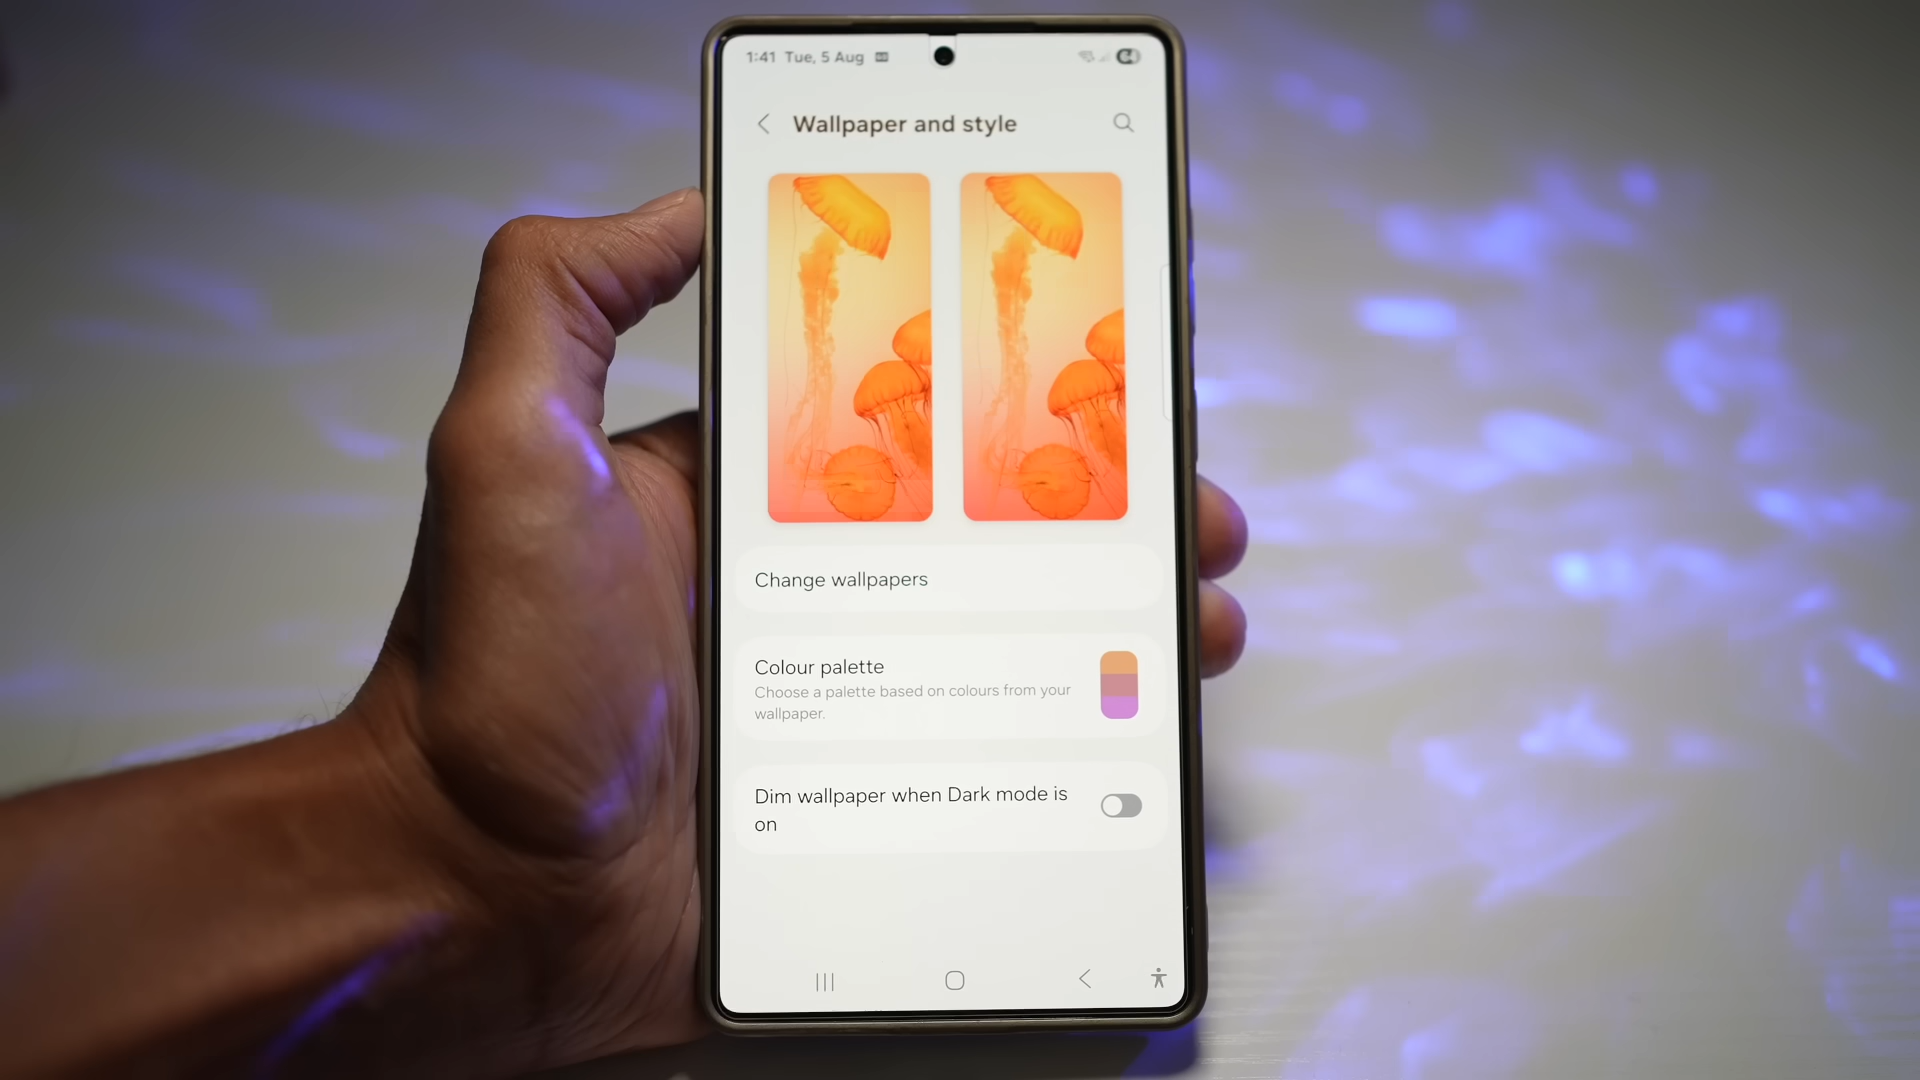 1:41 Tue, 5 Aug
Wallpaper and style
Change wallpapers
Colour palette
Choose a palette based on colours from your
wallpaper.
Dim wallpaper when Dark mode is
on